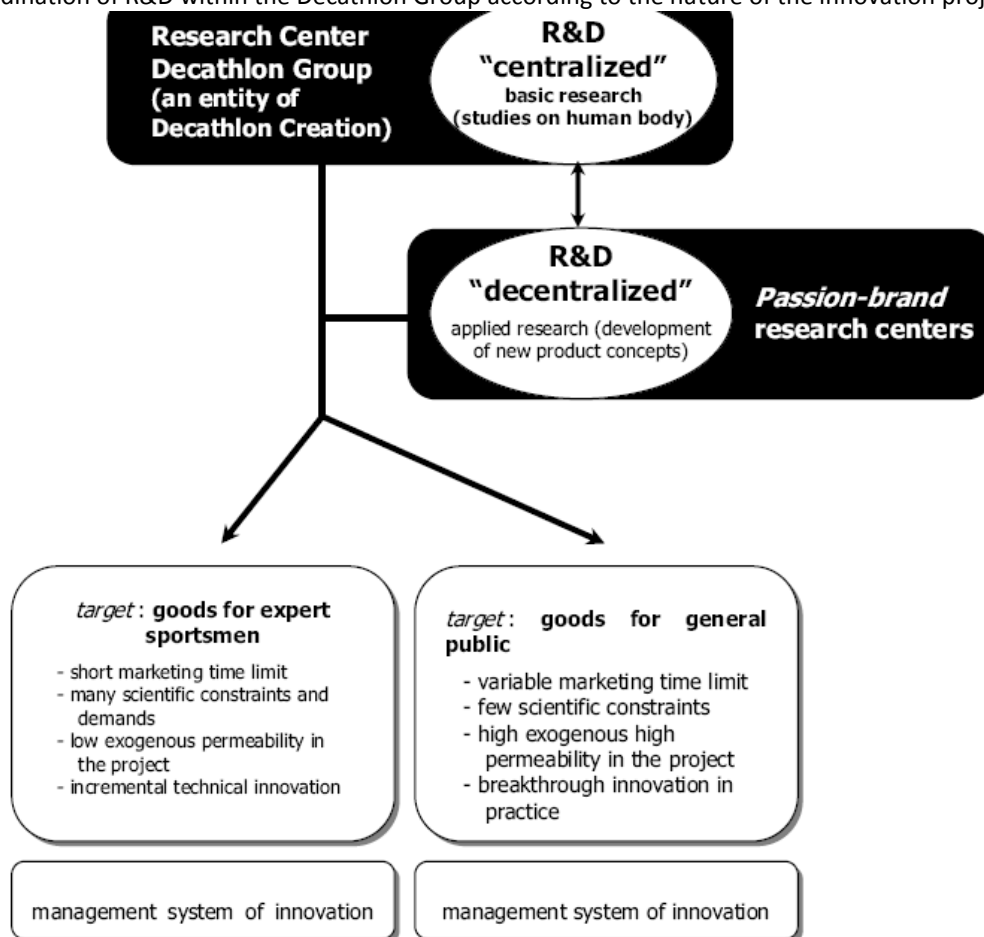 dination of R&D within the Decathlon Group according to the nature of the innovation proj
Research Center
Decathlon Group
(an entity of
Decathlon Creation)
R&D
“centralized”
basic research
(studies on human body)
R&D
“decentralized”
applied research (development
of new product concepts)
Passion-brand
research centers
target : goods for expert
sportsmen
- short marketing time limit
- many scientific constraints and
demands
- low exogenous permeability in
the project
- incremental technical innovation
target : goods for general
public
- variable marketing time limit
- few scientific constraints
- high exogenous high
permeability in the project
- breakthrough innovation in
practice
management system of innovation
management system of innovation